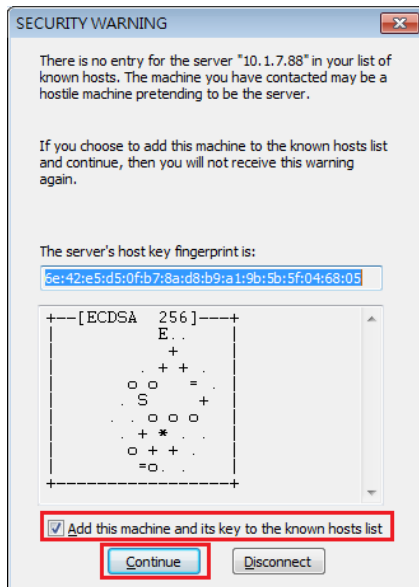 SECURITY WARNING
There is no entry for the server "10.1.7.88" in your list of
known hosts. The machine you have contacted may be a
hostile machine pretending to be the server.
If you choose to add this machine to the known hosts list
and continue, then you will not receive this warning
again.
The server's host key fingerprint is:
6e:42:e5:d5:0f:b7:8a:d8:b9:a1:9b:5b:5f:04:68:05
+--[ECDSA  256]---+
|          E. .   |
|           +     |
|        . + + .  |
|       o o   = . |
|      . S     +  |
|     . . o o o   |
|      . + * . .  |
|       o + + .   |
|        =o. .    |
+-----------------+
Add this machine and its key to the known hosts list
Continue Disconnect